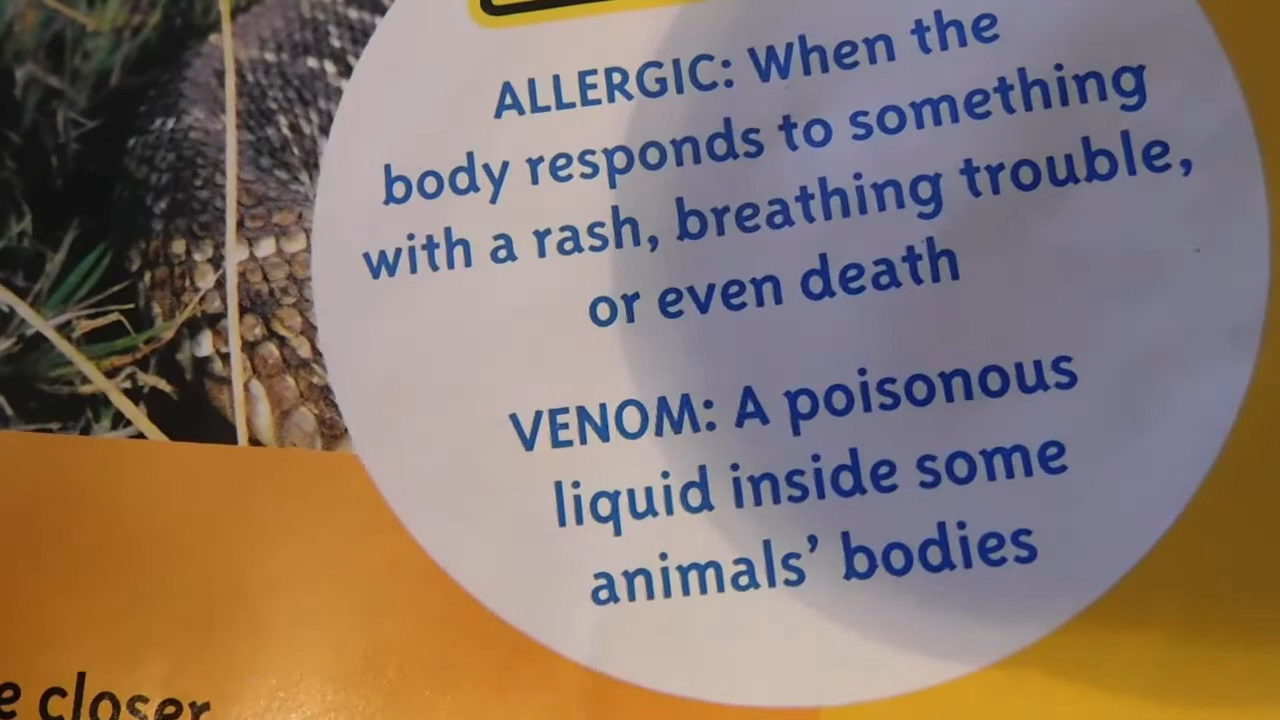 ALLERGIC: When the
body responds to something
with a rash, breathing trouble,
or even death
VENOM: A poisonous
liquid inside some
animals’ bodies
closer